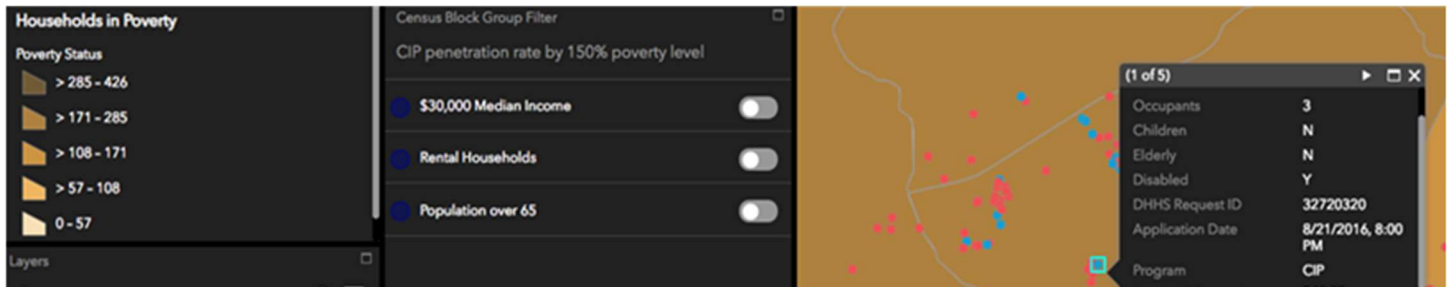 Households in Poverty
Poverty Status
> 285 - 426
> 171 - 285
> 108 - 171
> 57 - 108
0 - 57
Layers
Census Block Group Filter
CIP penetration rate by 150% poverty level
$30,000 Median Income
Rental Households
Population over 65
(1 of 5)
Occupants 3
Children N
Elderly N
Disabled Y
DHHS Request ID 32720320
Application Date 8/21/2016, 8:00
PM
Program CIP